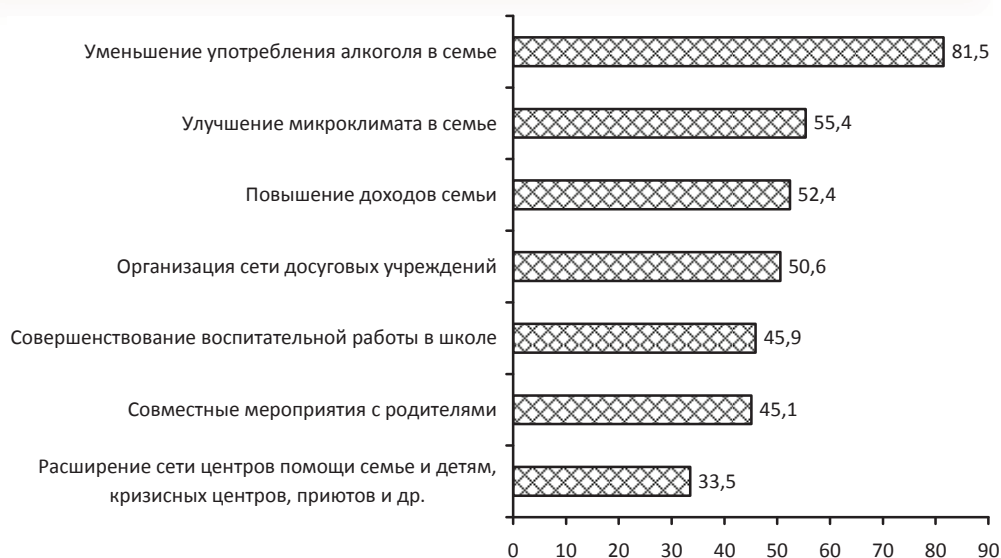 Уменьшение употребления алкоголя в семье
81,5
Улучшение микроклимата в семье
55,4
Повышение доходов семьи
52,4
Организация сети досуговых учреждений
50,6
Совершенствование воспитательной работы в школе
45,9
Совместные мероприятия с родителями
45,1
Расширение сети центров помощи семье и детям,
кризисных центров, приютов и др.
33,5
0 10 20 30 40 50 60 70 80 90